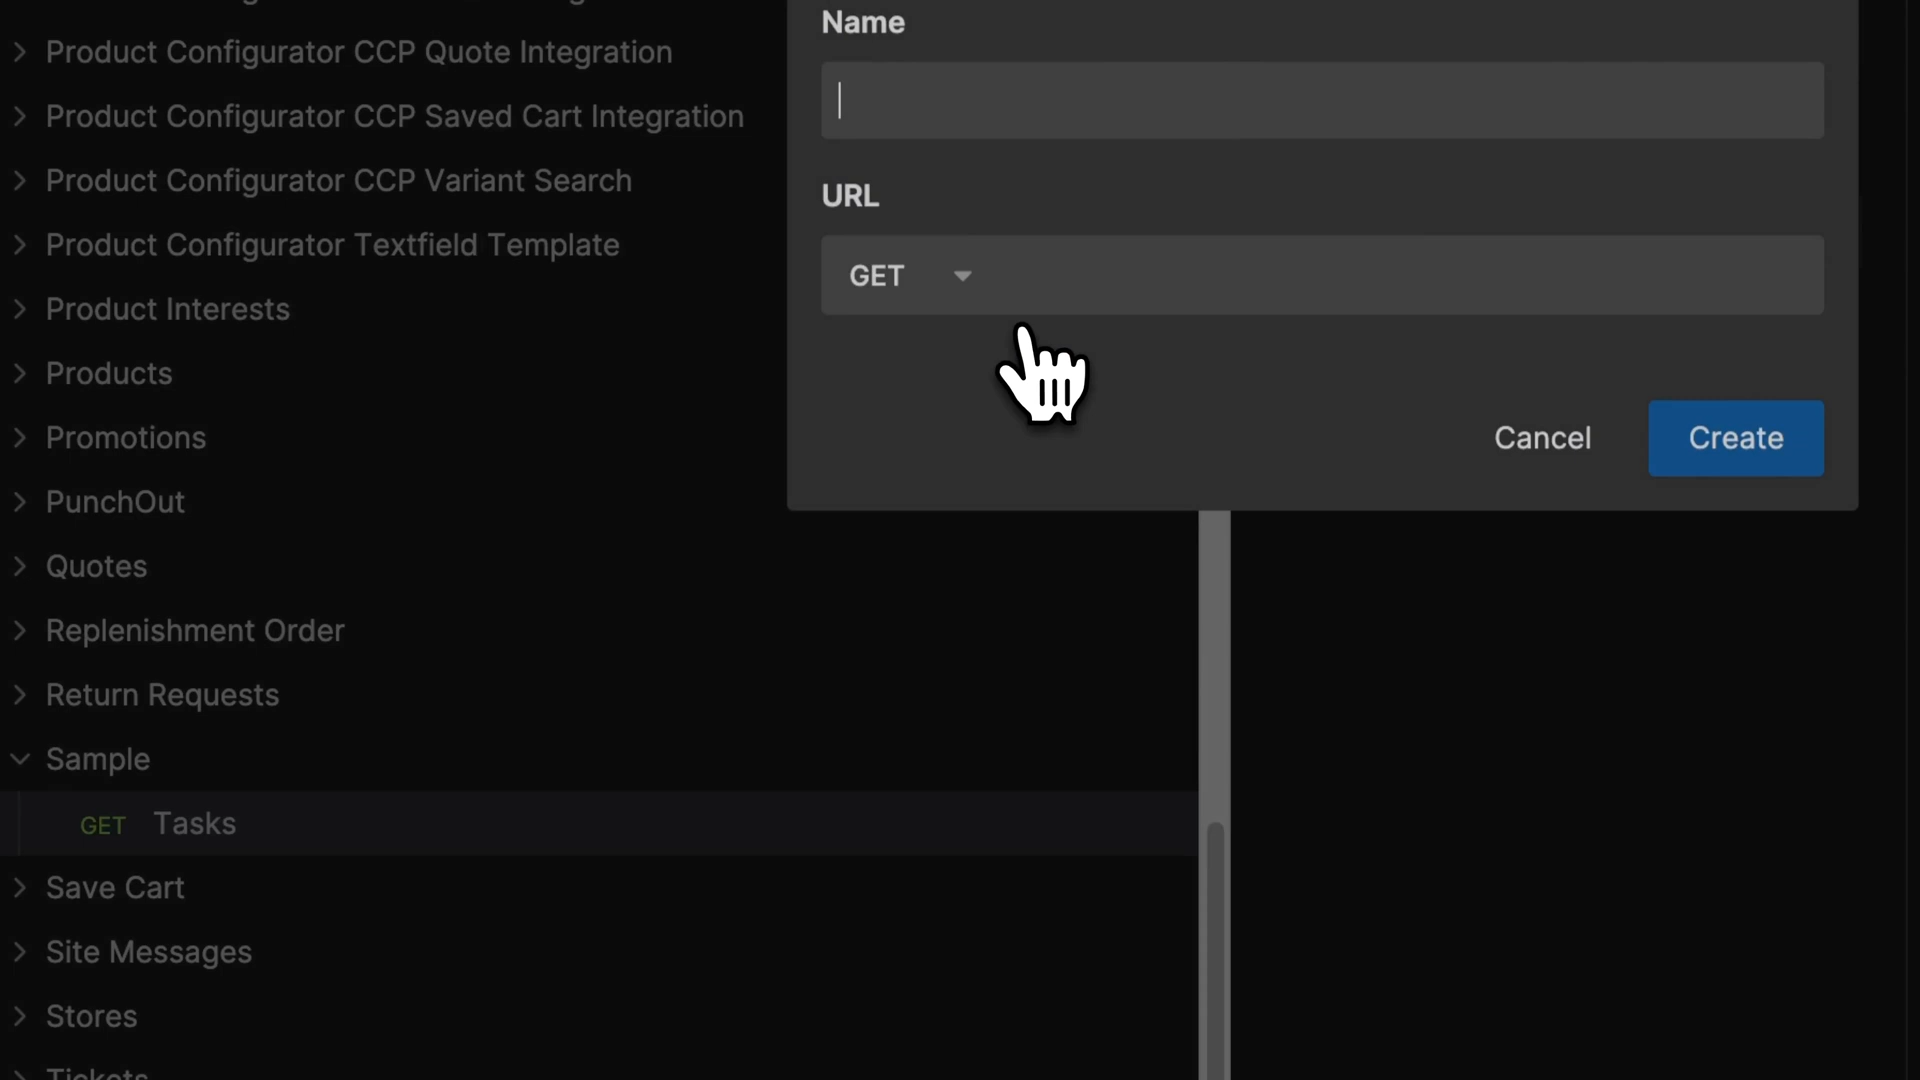 Product Configurator CCP Quote Integration
Product Configurator CCP Saved Cart Integration
Product Configurator CCP Variant Search
Product Configurator Textfield Template
Product Interests
Products
Promotions
PunchOut
Quotes
Replenishment Order
Return Requests
Sample
GET Tasks
Save Cart
Site Messages
Stores
Tickets
Name
URL
GET
Cancel
Create